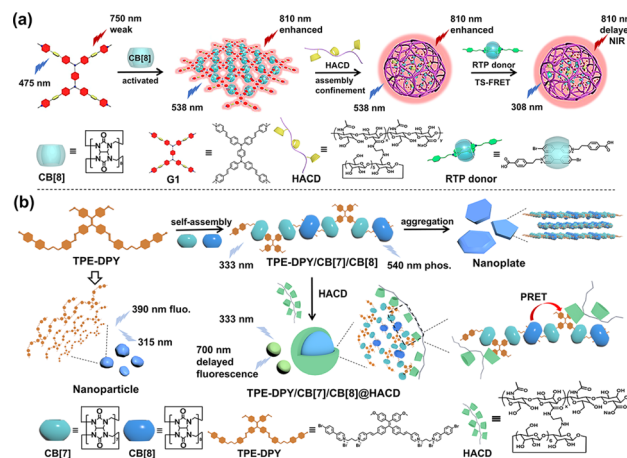 (a)
750 nm
weak
475 nm
CB[8]
activated
810 nm
enhanced
538 nm
HACD
assembly
confinement
810 nm
enhanced
538 nm
RTP donor
TS-FRET
810 nm
delayed
NIR
308 nm
CB[8]
≡
G1
≡
HACD
≡
RTP donor
≡
(b)
TPE-DPY
self-assembly
333 nm
TPE-DPY/CB[7]/CB[8]
540 nm phos.
aggregation
Nanoplate
390 nm fluo.
315 nm
Nanoparticle
HACD
333 nm
700 nm
delayed
fluorescence
TPE-DPY/CB[7]/CB[8]@HACD
PRET
CB[7]
≡
CB[8]
≡
TPE-DPY
≡
HACD
≡